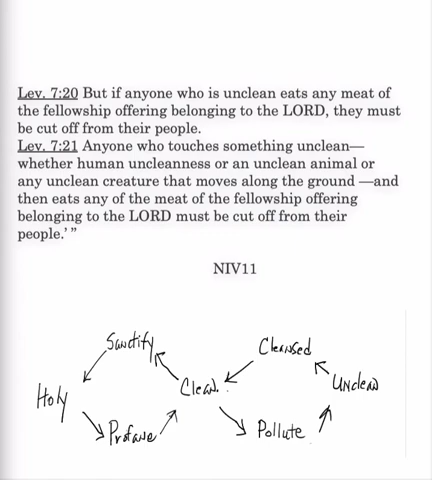 Lev. 7:20 But if anyone who is unclean eats any meat of
the fellowship offering belonging to the LORD, they must
be cut off from their people.
Lev. 7:21 Anyone who touches something unclean—
whether human uncleanness or an unclean animal or
any unclean creature that moves along the ground —and
then eats any of the meat of the fellowship offering
belonging to the LORD must be cut off from their
people.’ ”
NIV11
Sanctify
Cleansed
Holy
Clean.
Unclean
Profane
Pollute